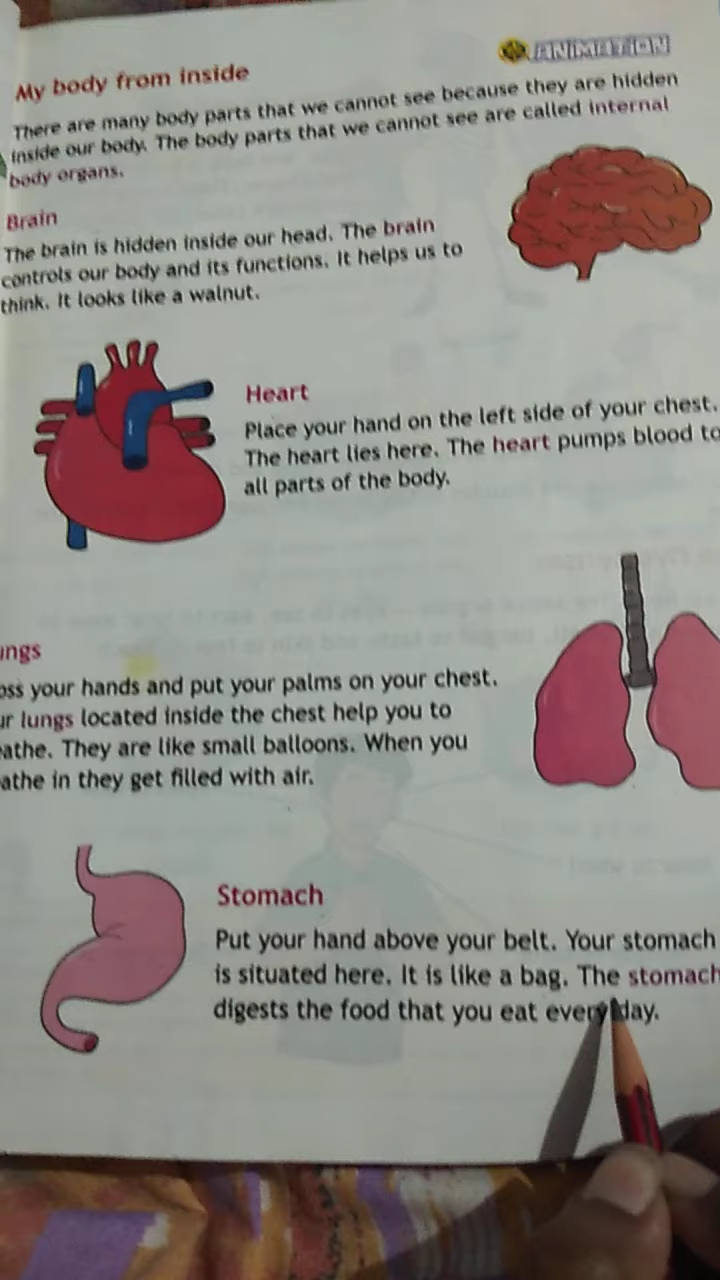 ANiMATiON
My body from inside
There are many body parts that we cannot see because they are hidden
inside our body. The body parts that we cannot see are called internal
body organs.
Brain
The brain is hidden inside our head. The brain
controls our body and its functions. It helps us to
think. It looks like a walnut.
Heart
Place your hand on the left side of your chest.
The heart lies here. The heart pumps blood to
all parts of the body.
ungs
oss your hands and put your palms on your chest.
ur lungs located inside the chest help you to
eathe. They are like small balloons. When you
athe in they get filled with air.
Stomach
Put your hand above your belt. Your stomach
is situated here. It is like a bag. The stomach
digests the food that you eat every day.